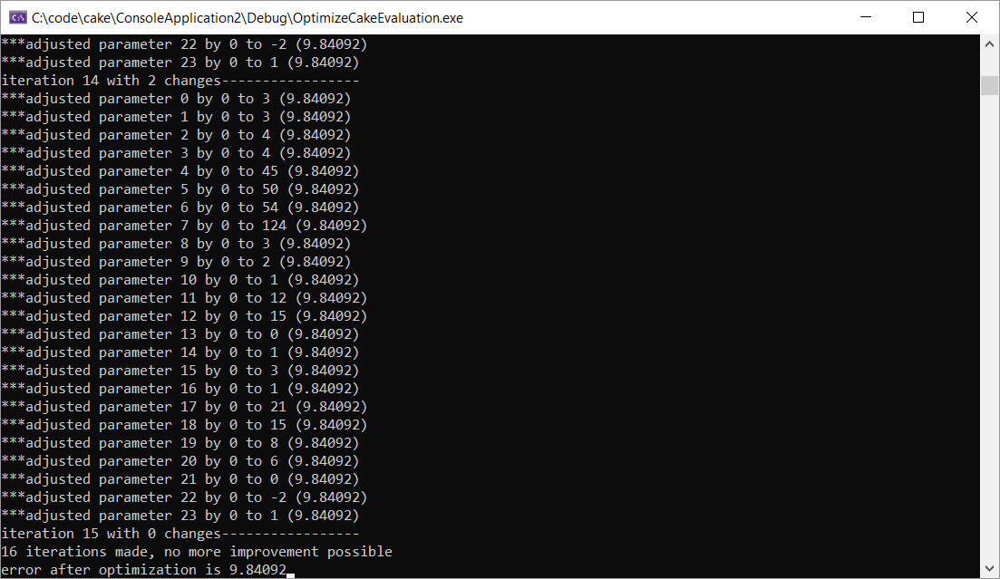 C:\code\cake\ConsoleApplication2\Debug\OptimizeCakeEvaluation.exe
***adjusted parameter 22 by 0 to -2 (9.84092)
***adjusted parameter 23 by 0 to 1 (9.84092)
iteration 14 with 2 changes-----------------
***adjusted parameter 0 by 0 to 3 (9.84092)
***adjusted parameter 1 by 0 to 3 (9.84092)
***adjusted parameter 2 by 0 to 4 (9.84092)
***adjusted parameter 3 by 0 to 4 (9.84092)
***adjusted parameter 4 by 0 to 45 (9.84092)
***adjusted parameter 5 by 0 to 50 (9.84092)
***adjusted parameter 6 by 0 to 54 (9.84092)
***adjusted parameter 7 by 0 to 124 (9.84092)
***adjusted parameter 8 by 0 to 3 (9.84092)
***adjusted parameter 9 by 0 to 2 (9.84092)
***adjusted parameter 10 by 0 to 1 (9.84092)
***adjusted parameter 11 by 0 to 12 (9.84092)
***adjusted parameter 12 by 0 to 15 (9.84092)
***adjusted parameter 13 by 0 to 0 (9.84092)
***adjusted parameter 14 by 0 to 1 (9.84092)
***adjusted parameter 15 by 0 to 3 (9.84092)
***adjusted parameter 16 by 0 to 1 (9.84092)
***adjusted parameter 17 by 0 to 21 (9.84092)
***adjusted parameter 18 by 0 to 15 (9.84092)
***adjusted parameter 19 by 0 to 8 (9.84092)
***adjusted parameter 20 by 0 to 6 (9.84092)
***adjusted parameter 21 by 0 to 0 (9.84092)
***adjusted parameter 22 by 0 to -2 (9.84092)
***adjusted parameter 23 by 0 to 1 (9.84092)
iteration 15 with 0 changes-----------------
16 iterations made, no more improvement possible
error after optimization is 9.84092